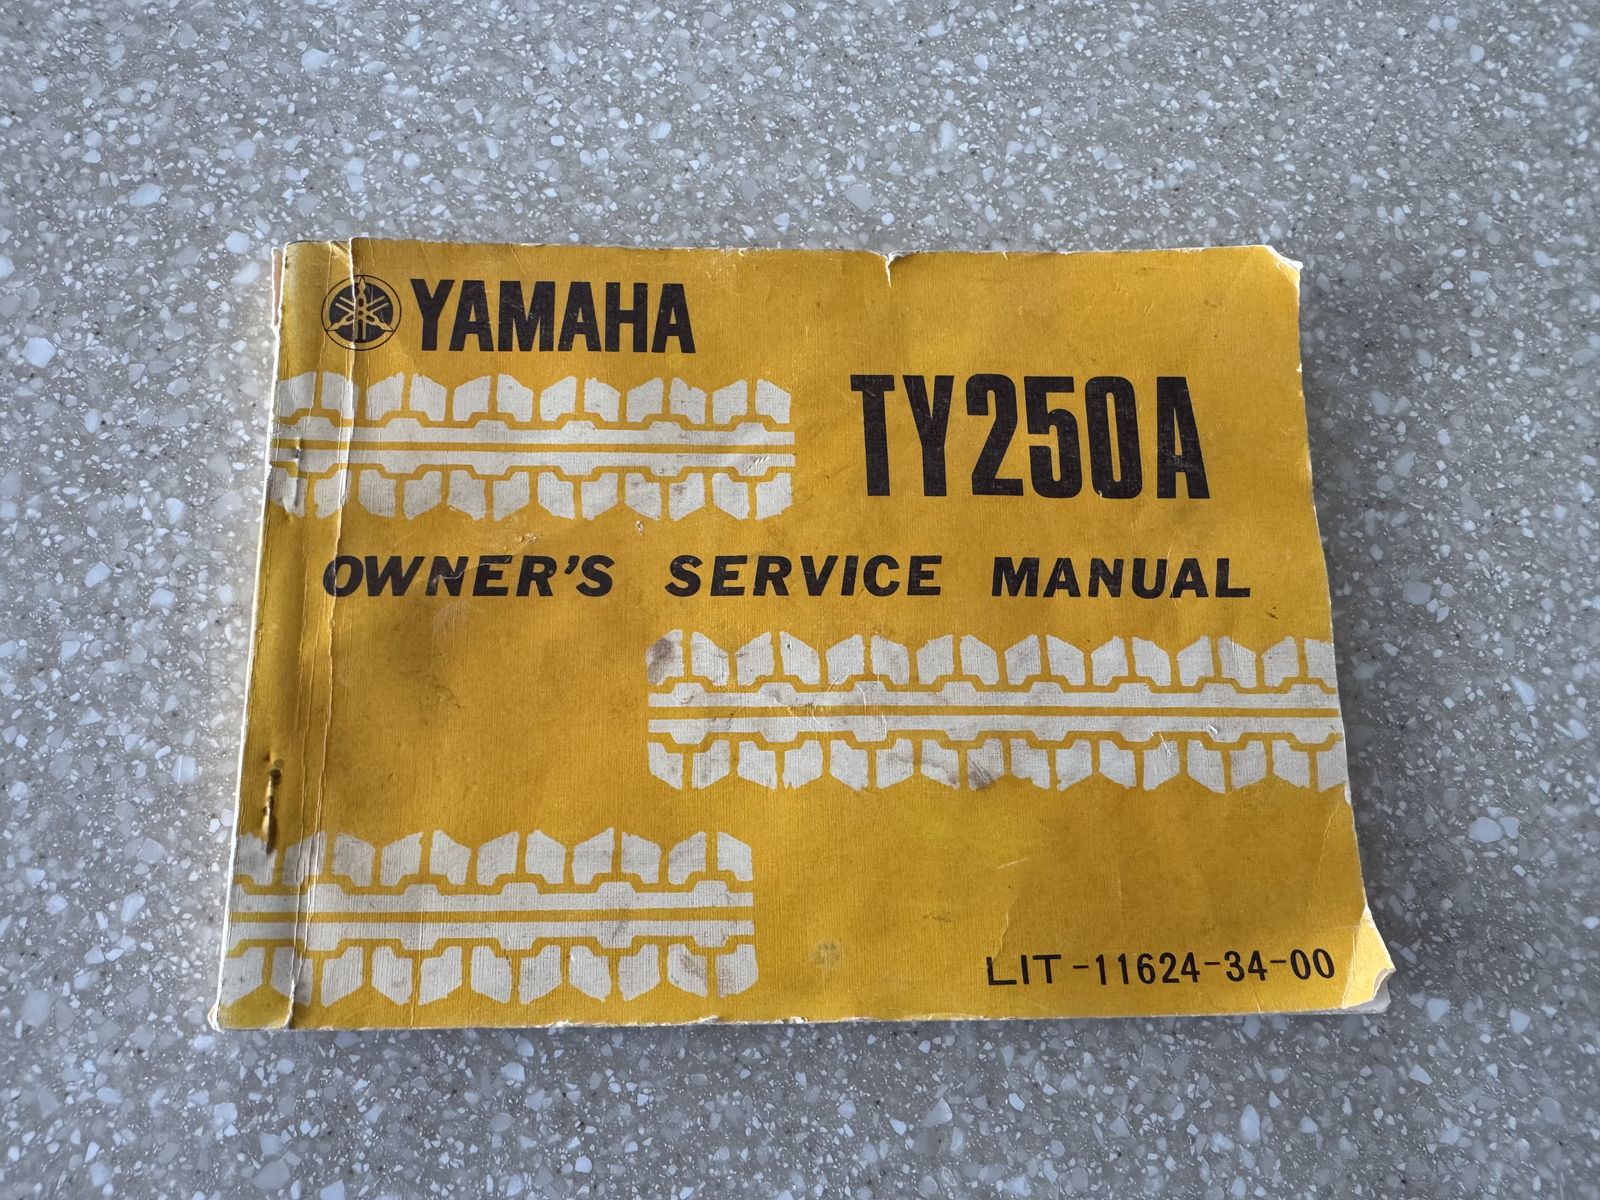 YAMAHA
TY250A
OWNER'S SERVICE MANUAL
LIT-11624-34-00